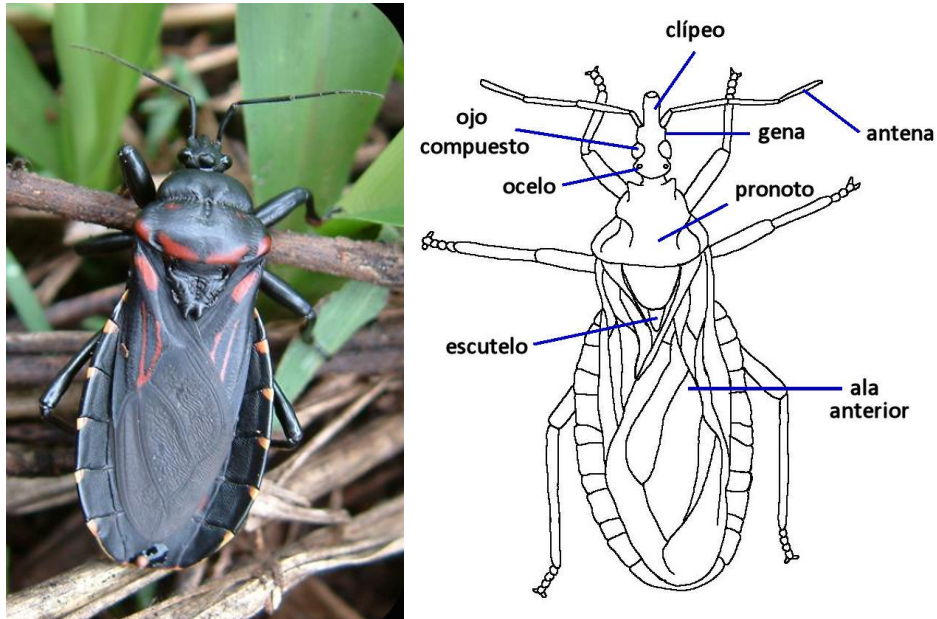 clípeo
ojo
compuesto
gena
antena
ocelo
pronoto
escutelo
ala
anterior